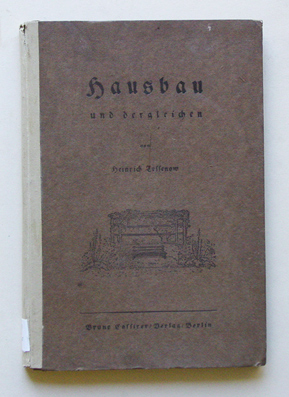 Hausbau
und dergleichen
von
Heinrich Tessenow
Bruno Cassirer-Verlag-Berlin